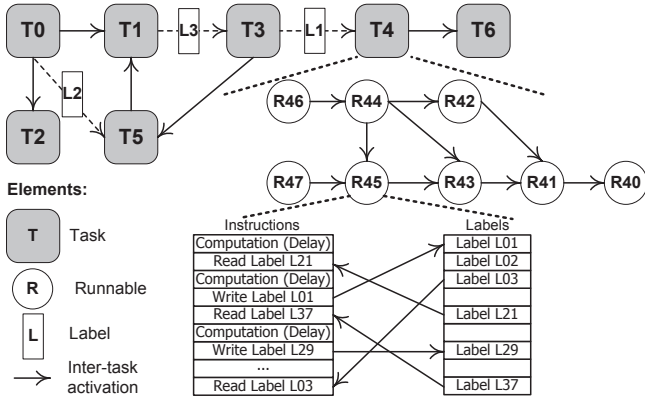 T0
T1
L3
T3
L1
T4
T6
L2
T2
T5
R46
R44
R42
R47
R45
R43
R41
R40
Elements:
T
Task
R
Runnable
L
Label
Inter-task
activation
Instructions
Computation (Delay)
Read Label L21
Computation (Delay)
Write Label L01
Read Label L37
Computation (Delay)
Write Label L29
...
Read Label L03
Labels
Label L01
Label L02
Label L03
Label L21
Label L29
Label L37